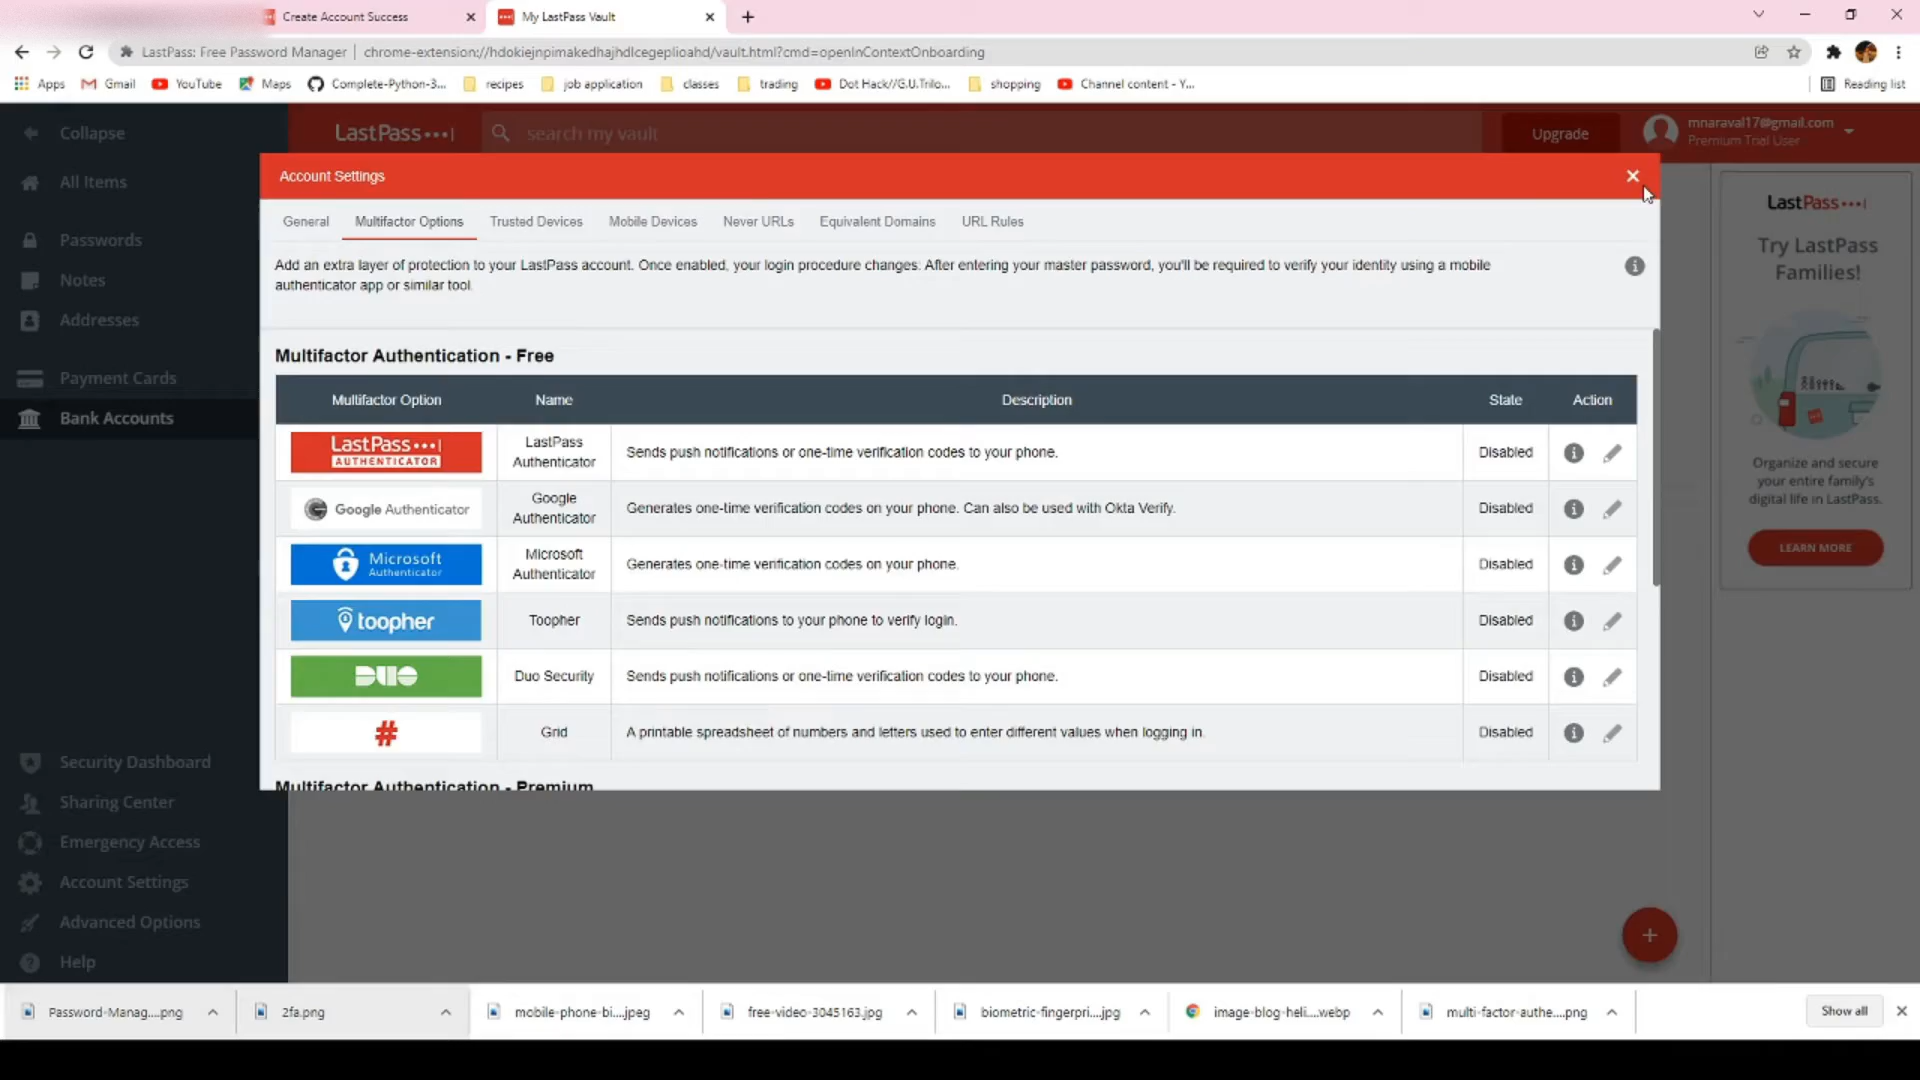 Create Account Success
My LastPass Vault
LastPass: Free Password Manager | chrome-extension://hdokiejnpimakedhajhdlcegeplioahd/vault.html?cmd=openInContextOnboarding
Apps Gmail YouTube Maps Complete-Python-3... recipes job application classes trading Dot Hack//G.U.Trilo... shopping Channel content - Y... Reading list
Collapse
LastPass •••|
search my vault
Upgrade
mnaraval17@gmail.com
Premium Trial User
All Items
Passwords
Notes
Addresses
Payment Cards
Bank Accounts
Security Dashboard
Sharing Center
Emergency Access
Account Settings
Advanced Options
Help
Account Settings
General Multifactor Options Trusted Devices Mobile Devices Never URLs Equivalent Domains URL Rules
Add an extra layer of protection to your LastPass account. Once enabled, your login procedure changes: After entering your master password, you'll be required to verify your identity using a mobile
authenticator app or similar tool.
Multifactor Authentication - Free
Multifactor Option Name Description State Action
LastPass •••|
AUTHENTICATOR
LastPass
Authenticator
Sends push notifications or one-time verification codes to your phone.
Disabled
Google Authenticator
Google
Authenticator
Generates one-time verification codes on your phone. Can also be used with Okta Verify.
Disabled
Microsoft
Authenticator
Microsoft
Authenticator
Generates one-time verification codes on your phone.
Disabled
toopher
Toopher
Sends push notifications to your phone to verify login.
Disabled
DUO
Duo Security
Sends push notifications or one-time verification codes to your phone.
Disabled
#
Grid
A printable spreadsheet of numbers and letters used to enter different values when logging in.
Disabled
Multifactor Authentication - Premium
LastPass •••|
Try LastPass
Families!
Organize and secure
your entire family's
digital life in LastPass.
LEARN MORE
+
Password-Manag....png
2fa.png
mobile-phone-bi....jpeg
free-video-3045163.jpg
biometric-fingerpri....jpg
image-blog-heli....webp
multi-factor-authe....png
Show all